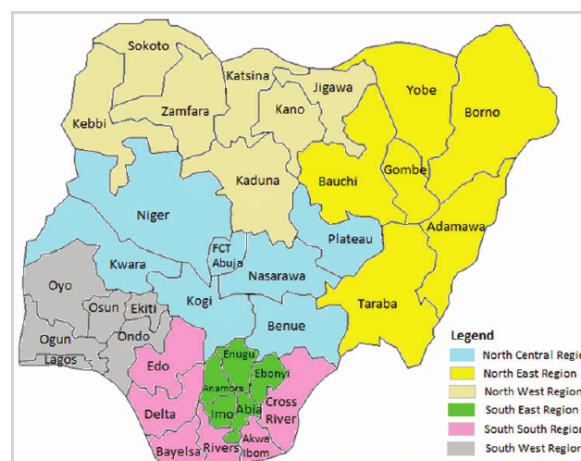 Sokoto
Katsina
Jigawa
Yobe
Borno
Kebbi
Zamfara
Kano
Kaduna
Bauchi
Gombe
Adamawa
Niger
FCT
Abuja
Plateau
Kwara
Nasarawa
Taraba
Oyo
Kogi
Benue
Osun
Ekiti
Ogun
Ondo
Lagos
Edo
Enugu
Ebonyi
Anamora
Imo
Abia
Cross
River
Delta
Bayelsa
Rivers
Akwa
Ibom
Legend
North Central Region
North East Region
North West Region
South East Region
South South Region
South West Region